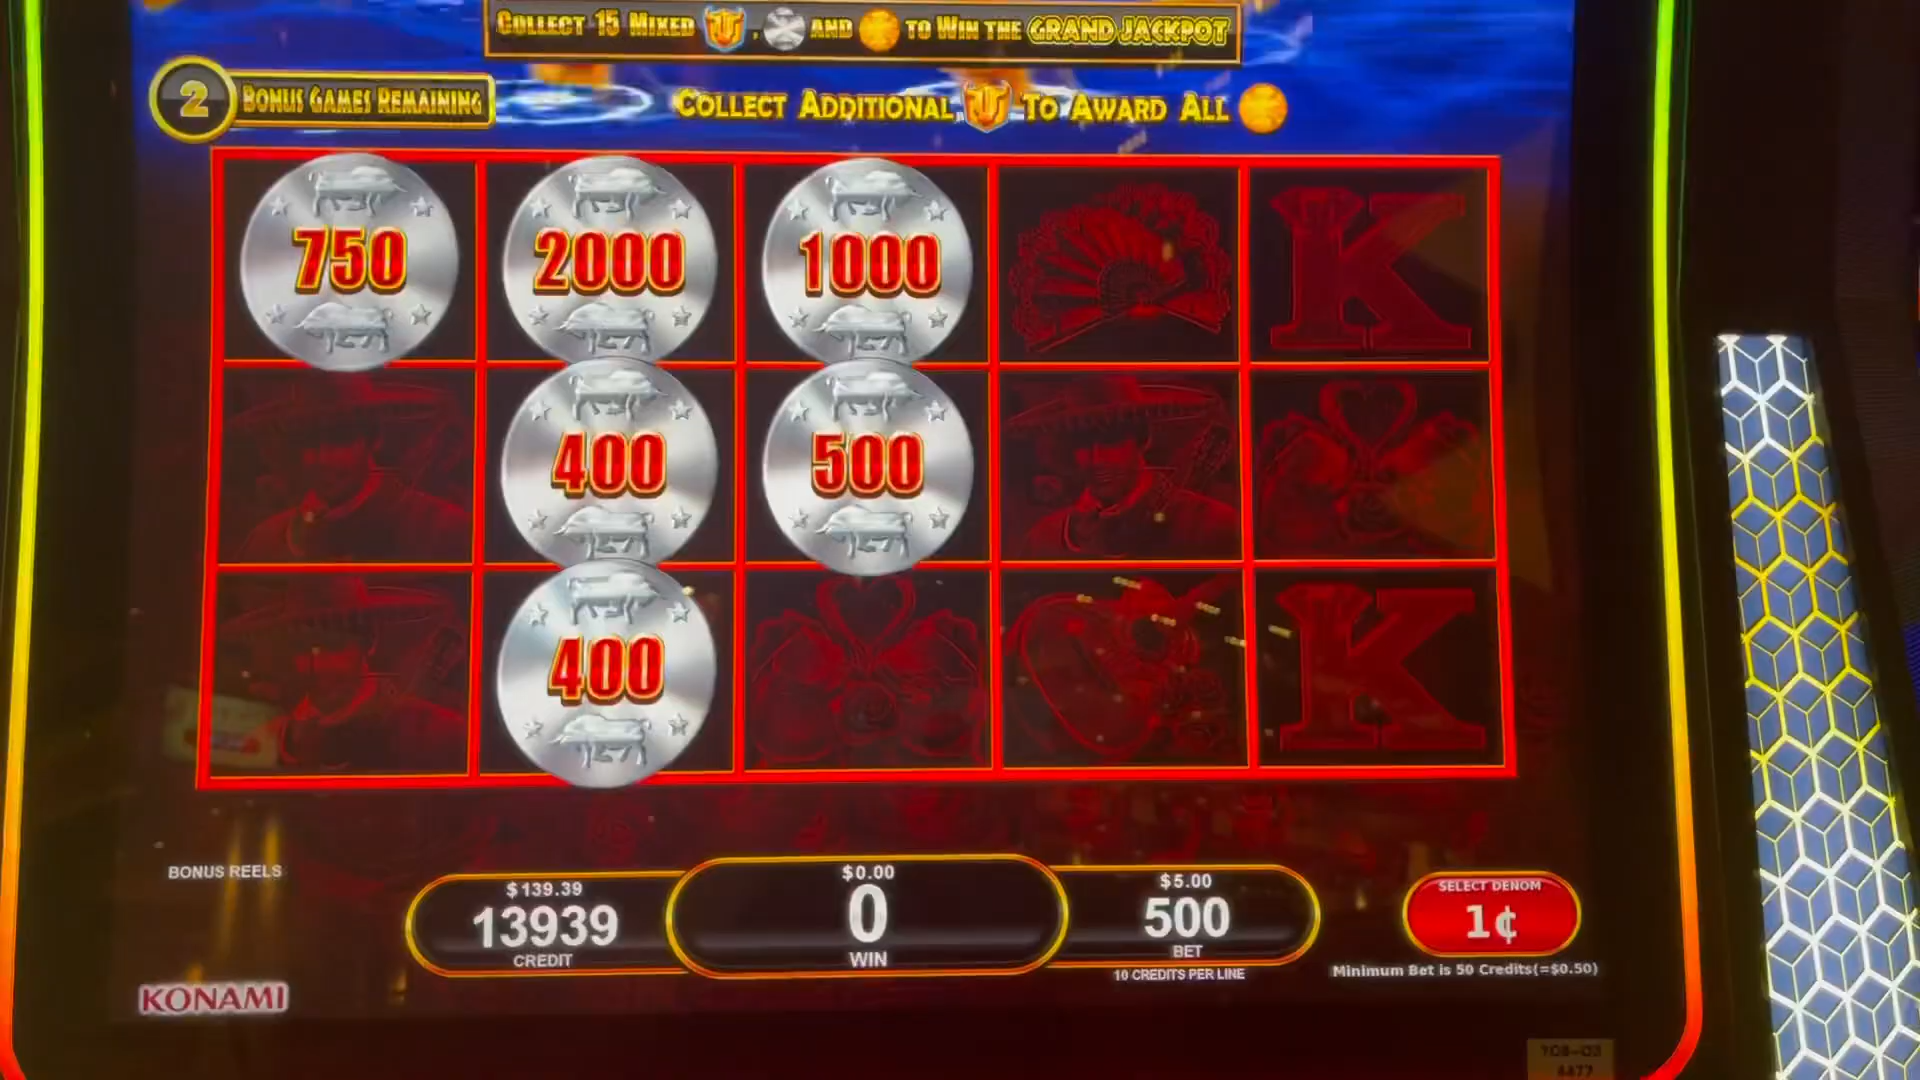 COLLECT 15 MIXED , AND TO WIN THE GRAND JACKPOT
2 BONUS GAMES REMAINING
COLLECT ADDITIONAL TO AWARD ALL
750 2000 1000 K
400 500
400 K
BONUS REELS
$139.39 $0.00 $5.00 SELECT DENOM
13939 0 500 1¢
CREDIT WIN BET
10 CREDITS PER LINE Minimum Bet is 50 Credits(=$0.50)
KONAMI